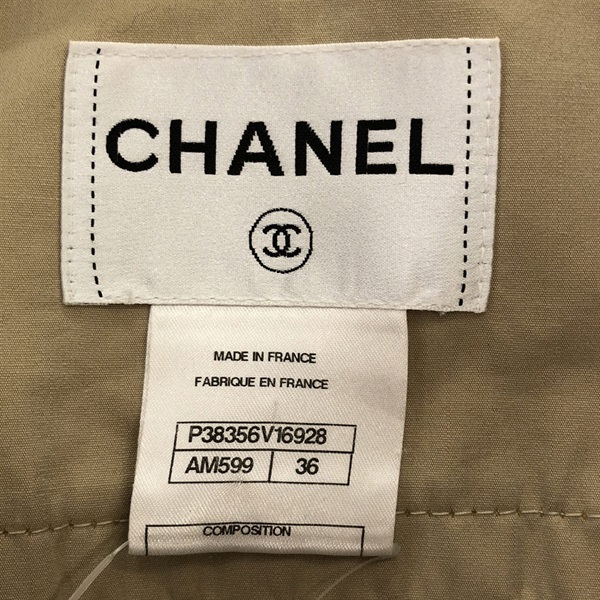 CHANEL
MADE IN FRANCE
FABRIQUE EN FRANCE
P38356V16928
AM599 36
COMPOSITION